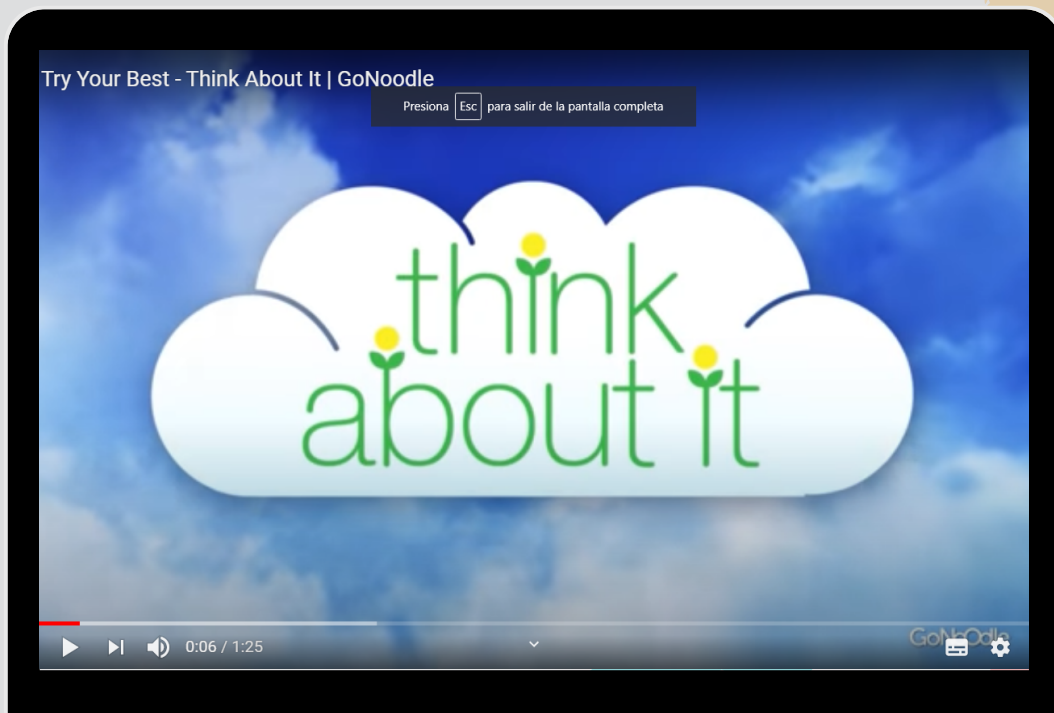 Try Your Best - Think About It | GoNoodle
Presiona Esc para salir de la pantalla completa
think
about it
0:06 / 1:25
GoNoodle